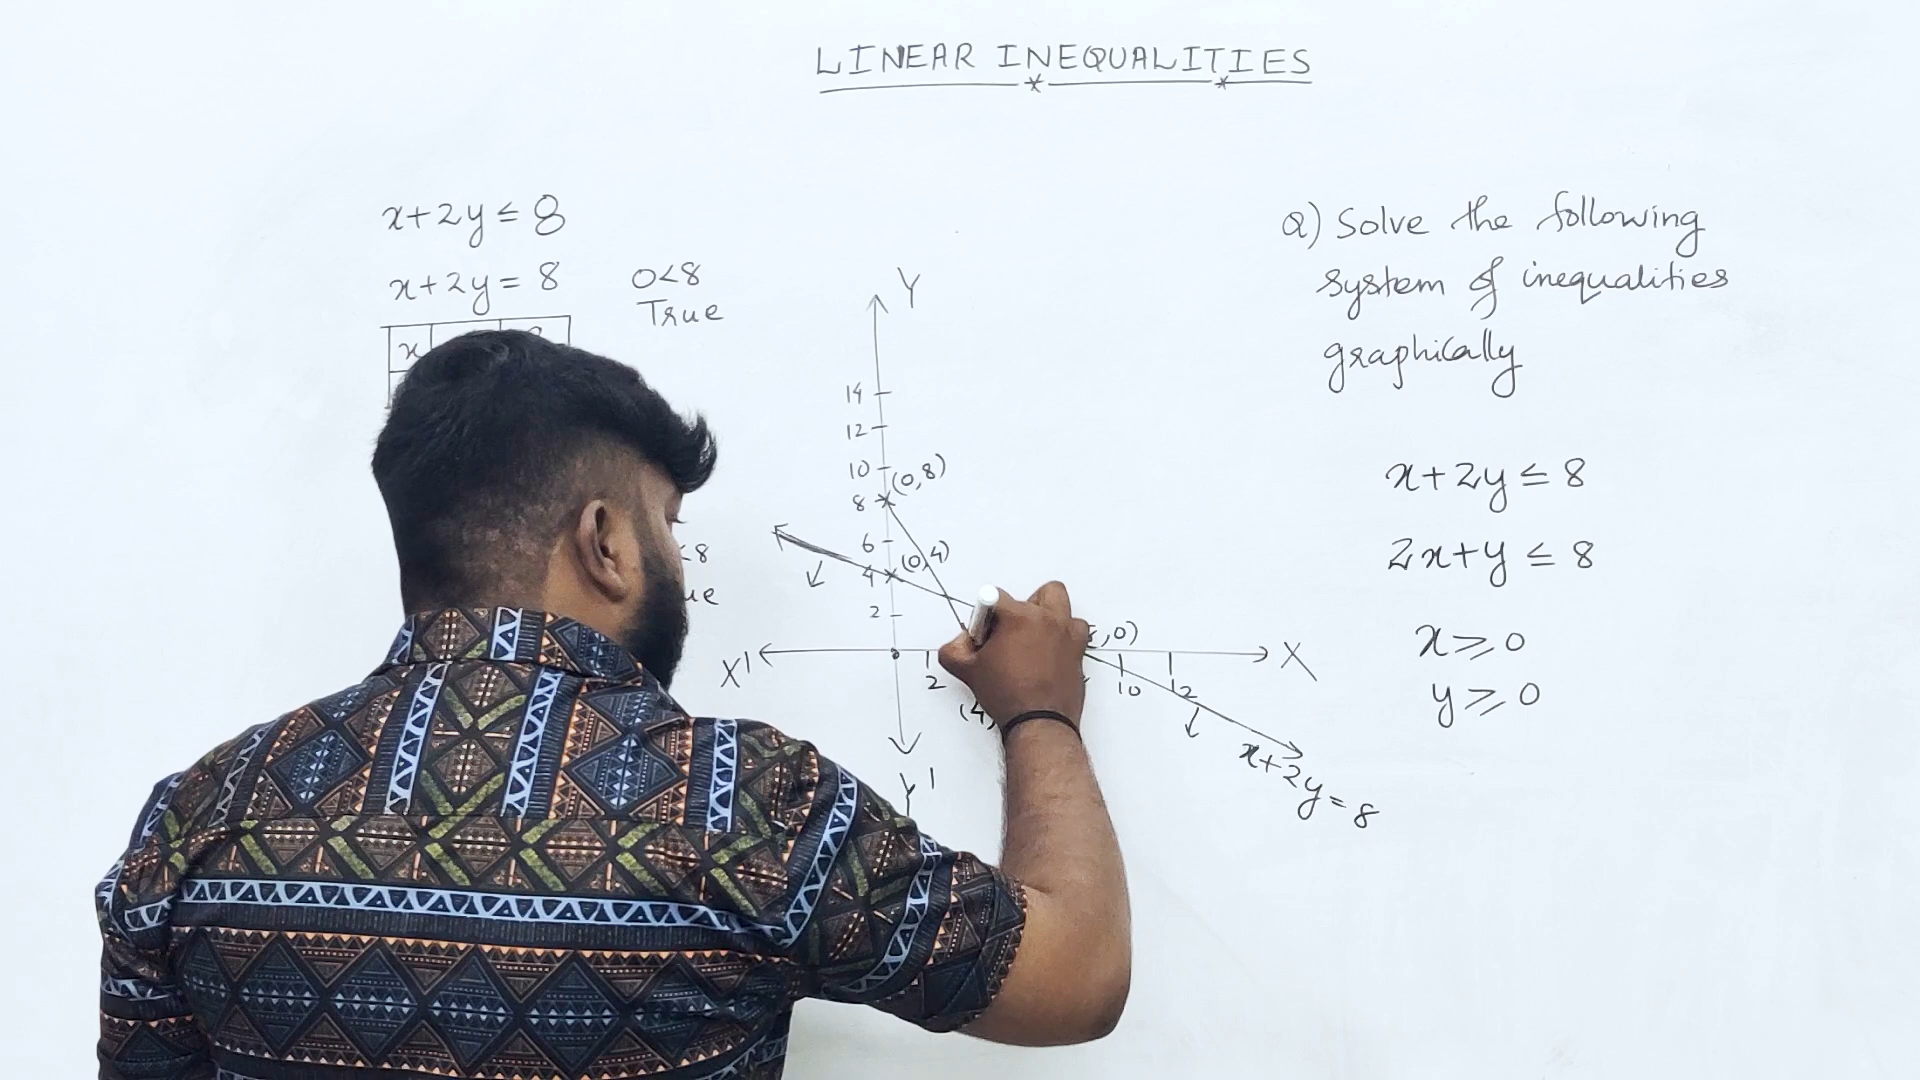 LINEAR INEQUALITIES
x+2y ≤ 8
x+2y = 8
0<8
True
x
<8
Y
14
12
10
8
6
4
2
(0,8)
(0,4)
,0)
X'
X
2
10
12
(4,
Y'
x+2y=8
Q) Solve the following
system of inequalities
graphically
x+2y ≤ 8
2x+y ≤ 8
x ≥ 0
y ≥ 0